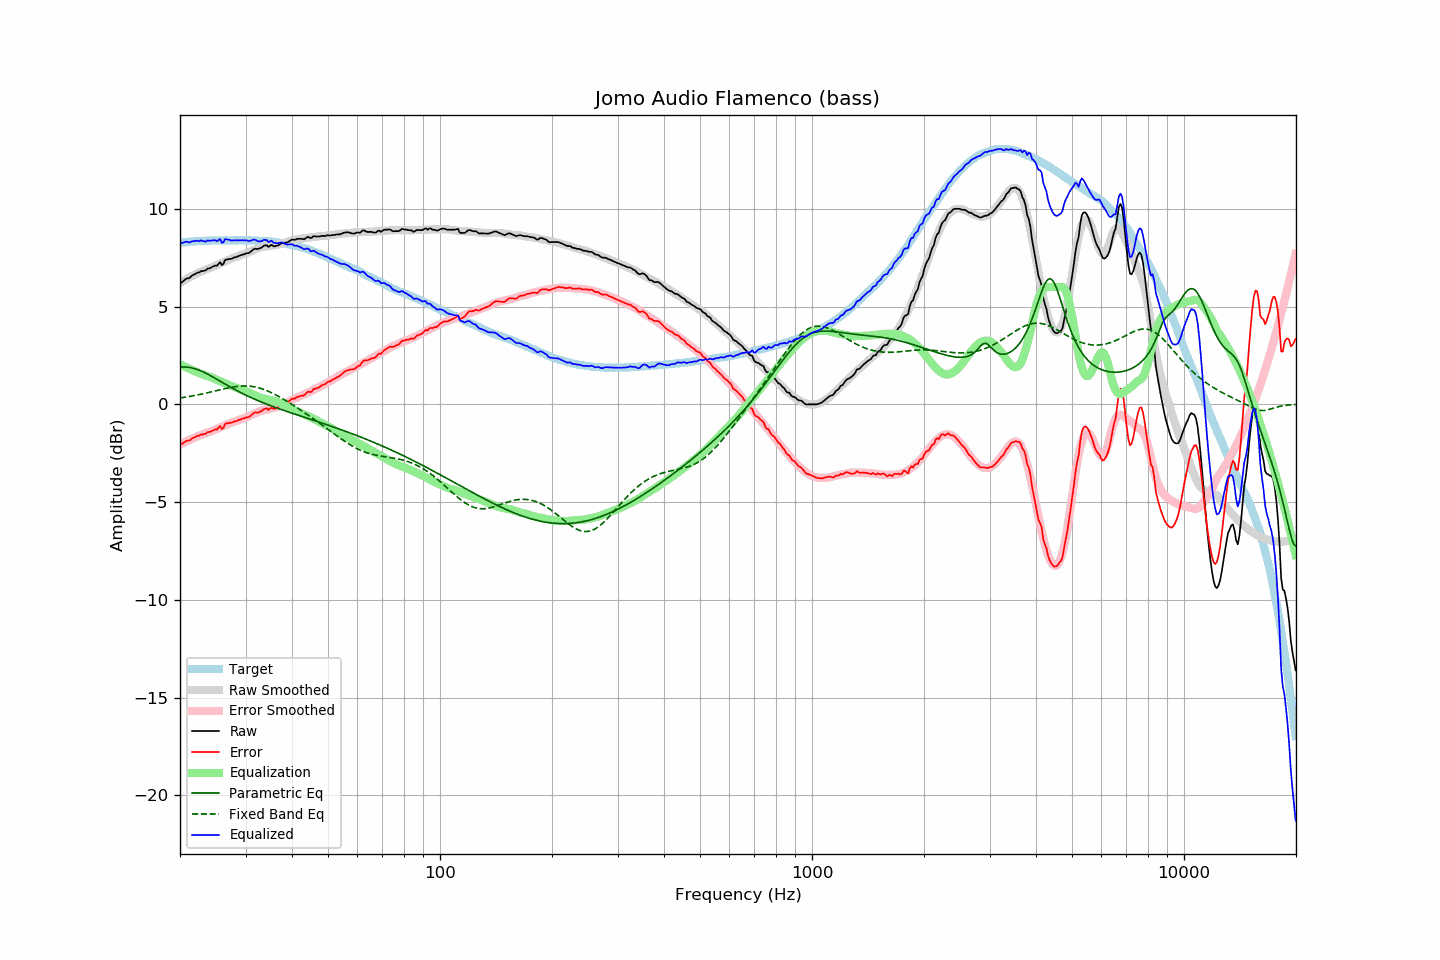 Jomo Audio Flamenco (bass)
Amplitude (dBr)
10
5
0
−5
−10
−15
−20
Target
Raw Smoothed
Error Smoothed
Raw
Error
Equalization
Parametric Eq
Fixed Band Eq
Equalized
100
1000
10000
Frequency (Hz)